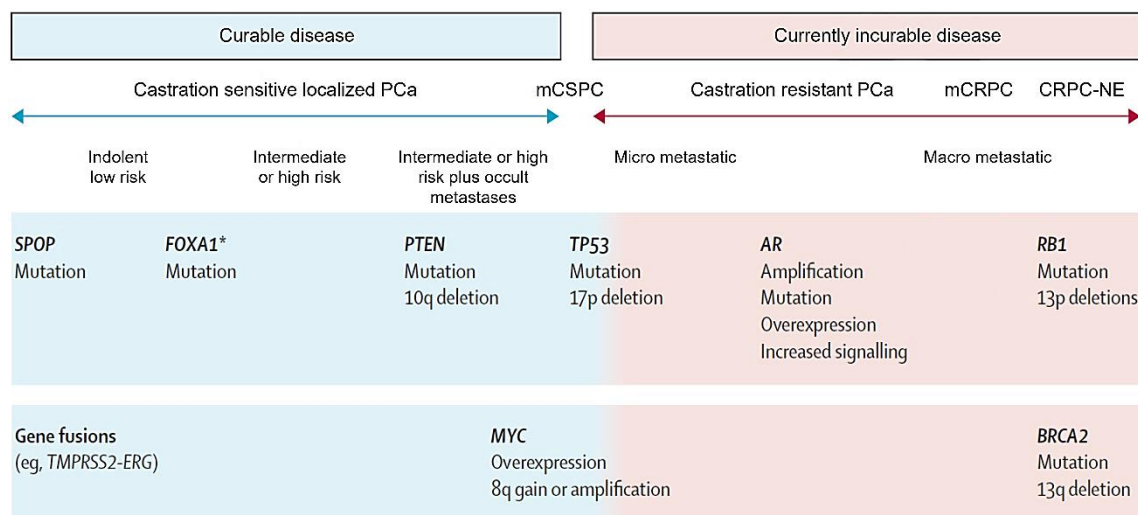 Curable disease
Currently incurable disease
Castration sensitive localized PCa
mCSPC
Castration resistant PCa
mCRPC
CRPC-NE
Indolent
low risk
Intermediate
or high risk
Intermediate or high
risk plus occult
metastases
Micro metastatic
Macro metastatic
SPOP
Mutation
FOXA1*
Mutation
PTEN
Mutation
10q deletion
TP53
Mutation
17p deletion
AR
Amplification
Mutation
Overexpression
Increased signalling
RB1
Mutation
13p deletions
Gene fusions
(eg, TMPRSS2-ERG)
MYC
Overexpression
8q gain or amplification
BRCA2
Mutation
13q deletion